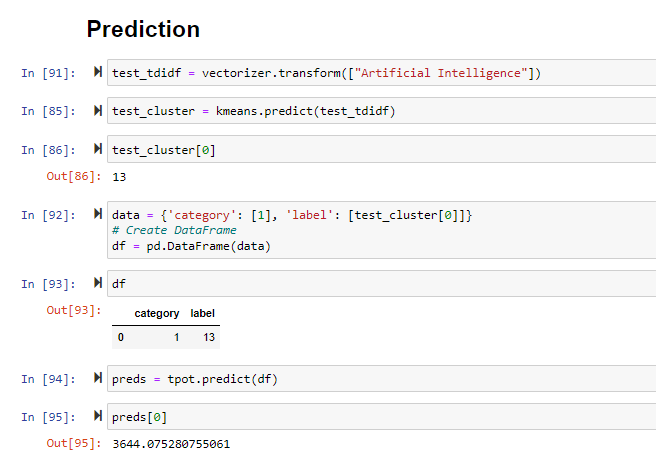 Prediction
In [91]: test_tdidf = vectorizer.transform(["Artificial Intelligence"])
In [85]: test_cluster = kmeans.predict(test_tdidf)
In [86]: test_cluster[0]
Out[86]: 13
In [92]: data = {'category': [1], 'label': [test_cluster[0]]}
# Create DataFrame
df = pd.DataFrame(data)
In [93]: df
Out[93]:
category label
0 1 13
In [94]: preds = tpot.predict(df)
In [95]: preds[0]
Out[95]: 3644.075280755061